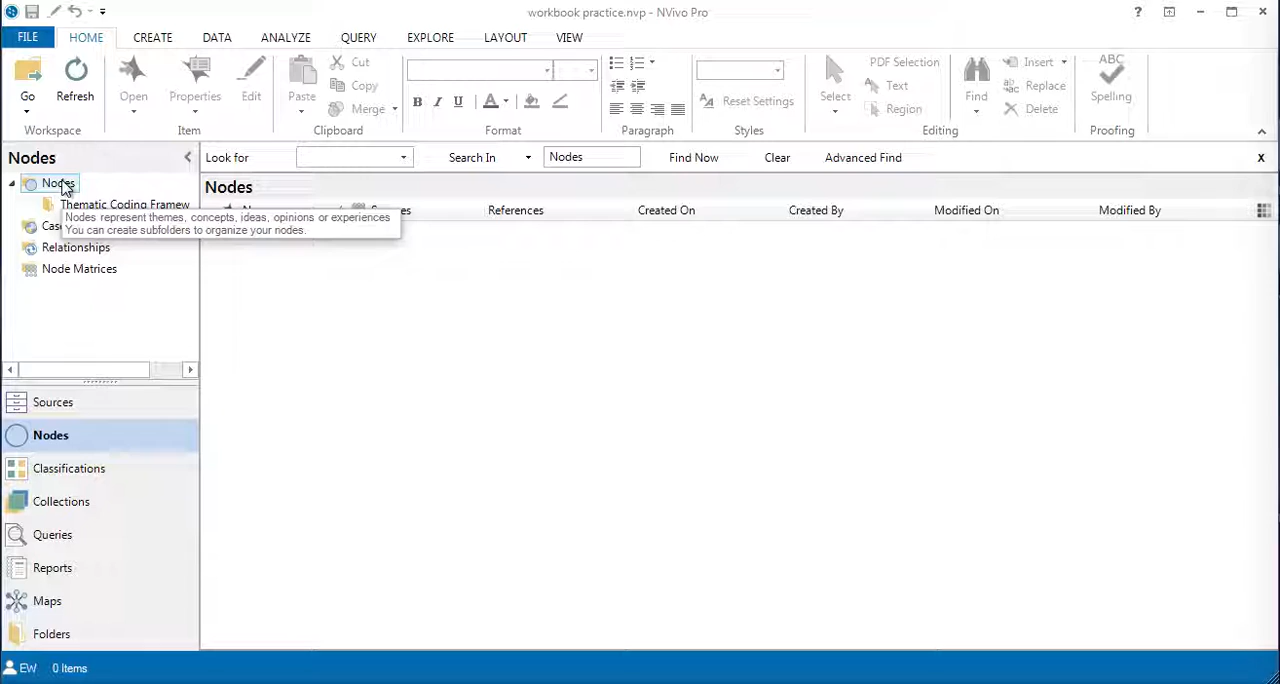 workbook practice.nvp - NVivo Pro
FILE HOME CREATE DATA ANALYZE QUERY EXPLORE LAYOUT VIEW
Go Refresh Open Properties Edit Paste Cut Copy Merge
B I U A
Reset Settings
Select PDF Selection Text Region Find Insert Replace Delete ABC Spelling
Workspace Item Clipboard Format Paragraph Styles Editing Proofing
Nodes
Look for Search In Nodes Find Now Clear Advanced Find X
Nodes
Thematic Coding Framew
Nodes represent themes, concepts, ideas, opinions or experiences
You can create subfolders to organize your nodes.
Relationships
Node Matrices
Nodes
References Created On Created By Modified On Modified By
Sources
Nodes
Classifications
Collections
Queries
Reports
Maps
Folders
EW 0 Items